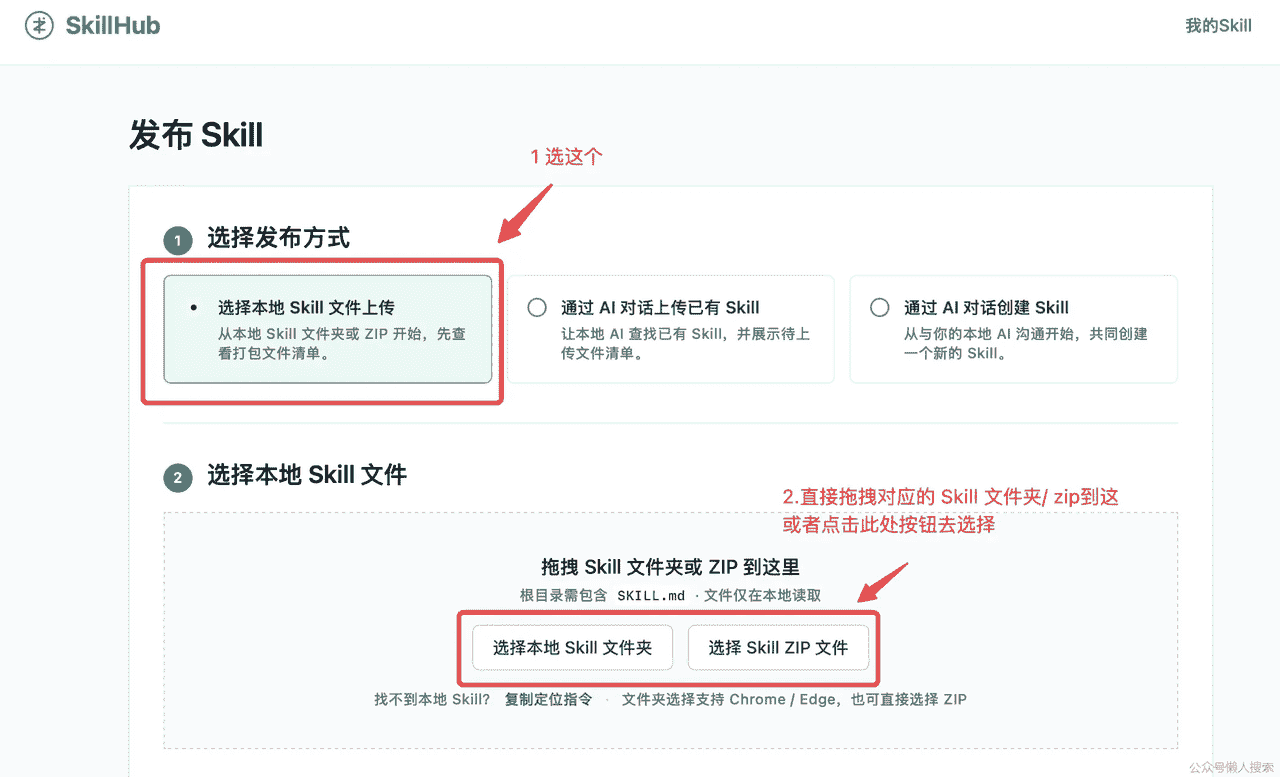 SkillHub
我的Skill
发布 Skill
1 选这个
1
选择发布方式
选择本地 Skill 文件上传
从本地 Skill 文件夹或 ZIP 开始，先查
看打包文件清单。
通过 AI 对话上传已有 Skill
让本地 AI 查找已有 Skill，并展示待上
传文件清单。
通过 AI 对话创建 Skill
从与你的本地 AI 沟通开始，共同创建
一个新的 Skill。
2
选择本地 Skill 文件
2.直接拖拽对应的 Skill 文件夹/ zip到这
或者点击此处按钮去选择
拖拽 Skill 文件夹或 ZIP 到这里
根目录需包含 SKILL.md · 文件仅在本地读取
选择本地 Skill 文件夹
选择 Skill ZIP 文件
找不到本地 Skill？ 复制定位指令 · 文件夹选择支持 Chrome / Edge，也可直接选择 ZIP
公众号懒人搜索